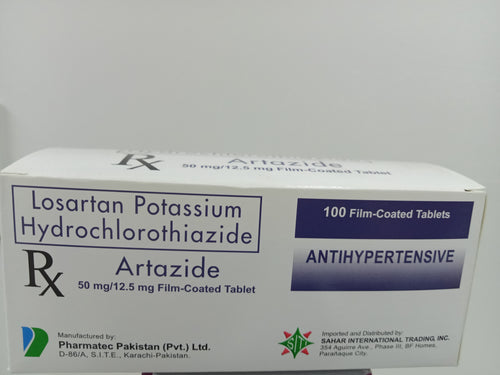 Hydrochlorothiazide
Rx Artazide
50 mg/12.5 mg Film-Coated Tablet
Losartan Potassium
Hydrochlorothiazide
Rx Artazide
50 mg/12.5 mg Film-Coated Tablet
100 Film-Coated Tablets
ANTIHYPERTENSIVE
Manufactured by:
Pharmatec Pakistan (Pvt.) Ltd.
D-86/A, S.I.T.E., Karachi-Pakistan.
SITI
Imported and Distributed by:
SAHAR INTERNATIONAL TRADING, INC.
354 Aguirre Ave., Phase III, BF Homes,
Parañaque City.